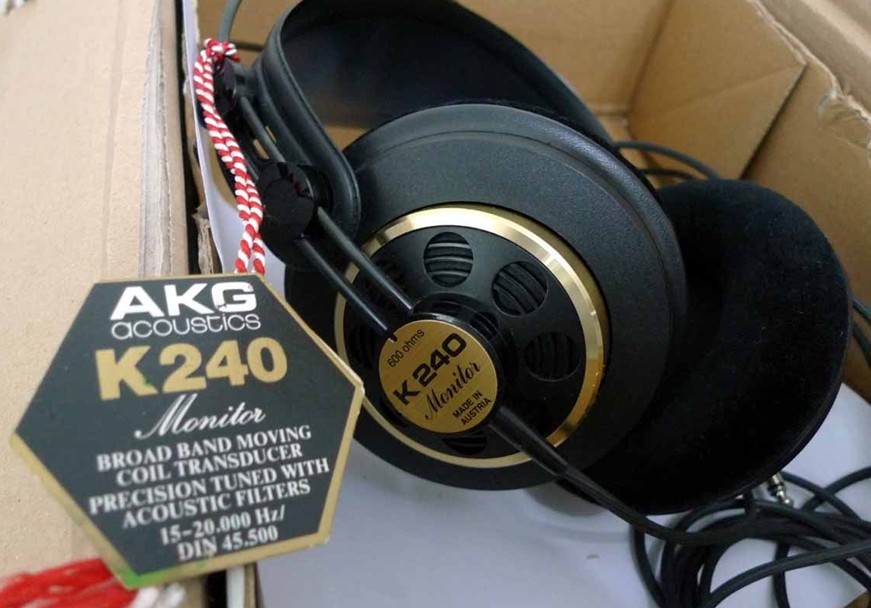 AKG
acoustics
K240
Monitor
BROAD BAND MOVING
COIL TRANSDUCER
PRECISION TUNED WITH
ACOUSTIC FILTERS
15-20.000 Hz/
DIN 45.500
600 ohms
K 240
Monitor
MADE IN
AUSTRIA